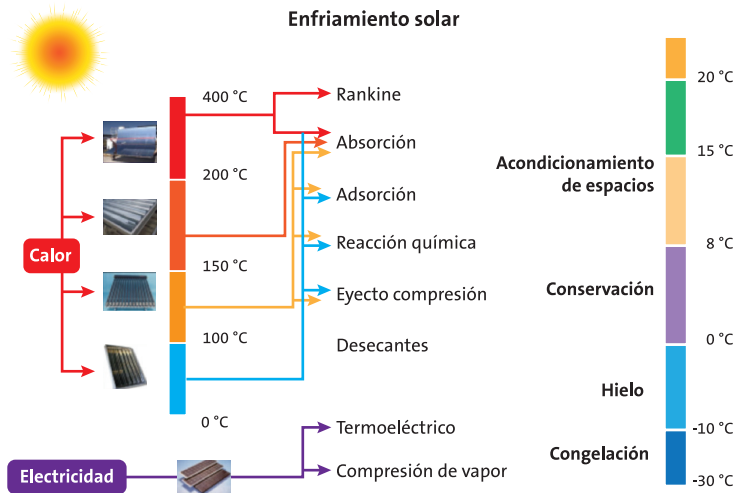 Enfriamiento solar
400 °C
200 °C
150 °C
100 °C
0 °C
Calor
Electricidad
Rankine
Absorción
Adsorción
Reacción química
Eyecto compresión
Desecantes
Termoeléctrico
Compresión de vapor
Acondicionamiento
de espacios
Conservación
Hielo
Congelación
20 °C
15 °C
8 °C
0 °C
-10 °C
-30 °C